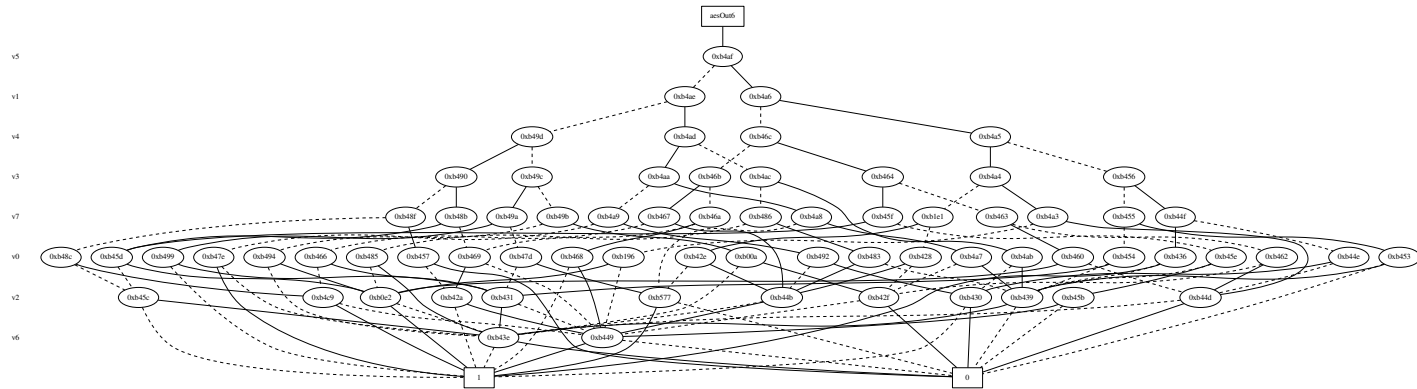 aesOut6
v5 0xb4af
v1 0xb4ae 0xb4a6
v4 0xb49d 0xb4ad 0xb46c 0xb4a5
v3 0xb490 0xb49c 0xb4aa 0xb46b 0xb4ac 0xb464 0xb4a4 0xb456
v7 0xb48f 0xb48b 0xb49a 0xb49b 0xb4a9 0xb467 0xb46a 0xb486 0xb4a8 0xb45f 0xb1e1 0xb463 0xb4a3 0xb455 0xb44f
v0 0xb48c 0xb45d 0xb499 0xb47e 0xb494 0xb466 0xb485 0xb457 0xb469 0xb47d 0xb468 0xb196 0xb42e 0xb00a 0xb492 0xb483 0xb428 0xb4a7 0xb4ab 0xb460 0xb454 0xb436 0xb45e 0xb462 0xb44e 0xb453
v2 0xb45c 0xb4c9 0xb0e2 0xb42a 0xb431 0xb577 0xb44b 0xb42f 0xb430 0xb439 0xb45b 0xb44d
v6 0xb43e 0xb449
1 0